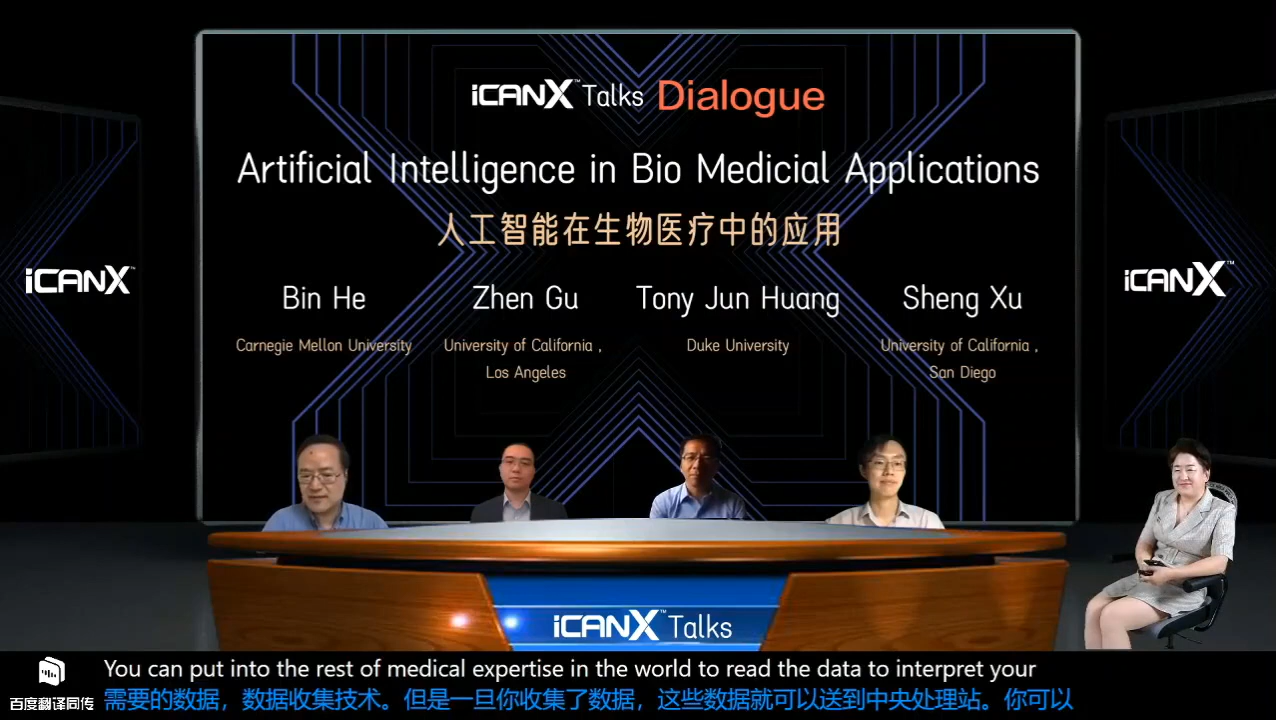 iCANX™ Talks Dialogue
Artificial Intelligence in Bio Medicial Applications
人工智能在生物医疗中的应用
iCANX™
iCANX™
Bin He
Zhen Gu
Tony Jun Huang
Sheng Xu
Carnegie Mellon University
University of California ,
Los Angeles
Duke University
University of California ,
San Diego
iCANX™ Talks
You can put into the rest of medical expertise in the world to read the data to interpret your
百度翻译同传
需要的数据，数据收集技术。但是一旦你收集了数据，这些数据就可以送到中央处理站。你可以